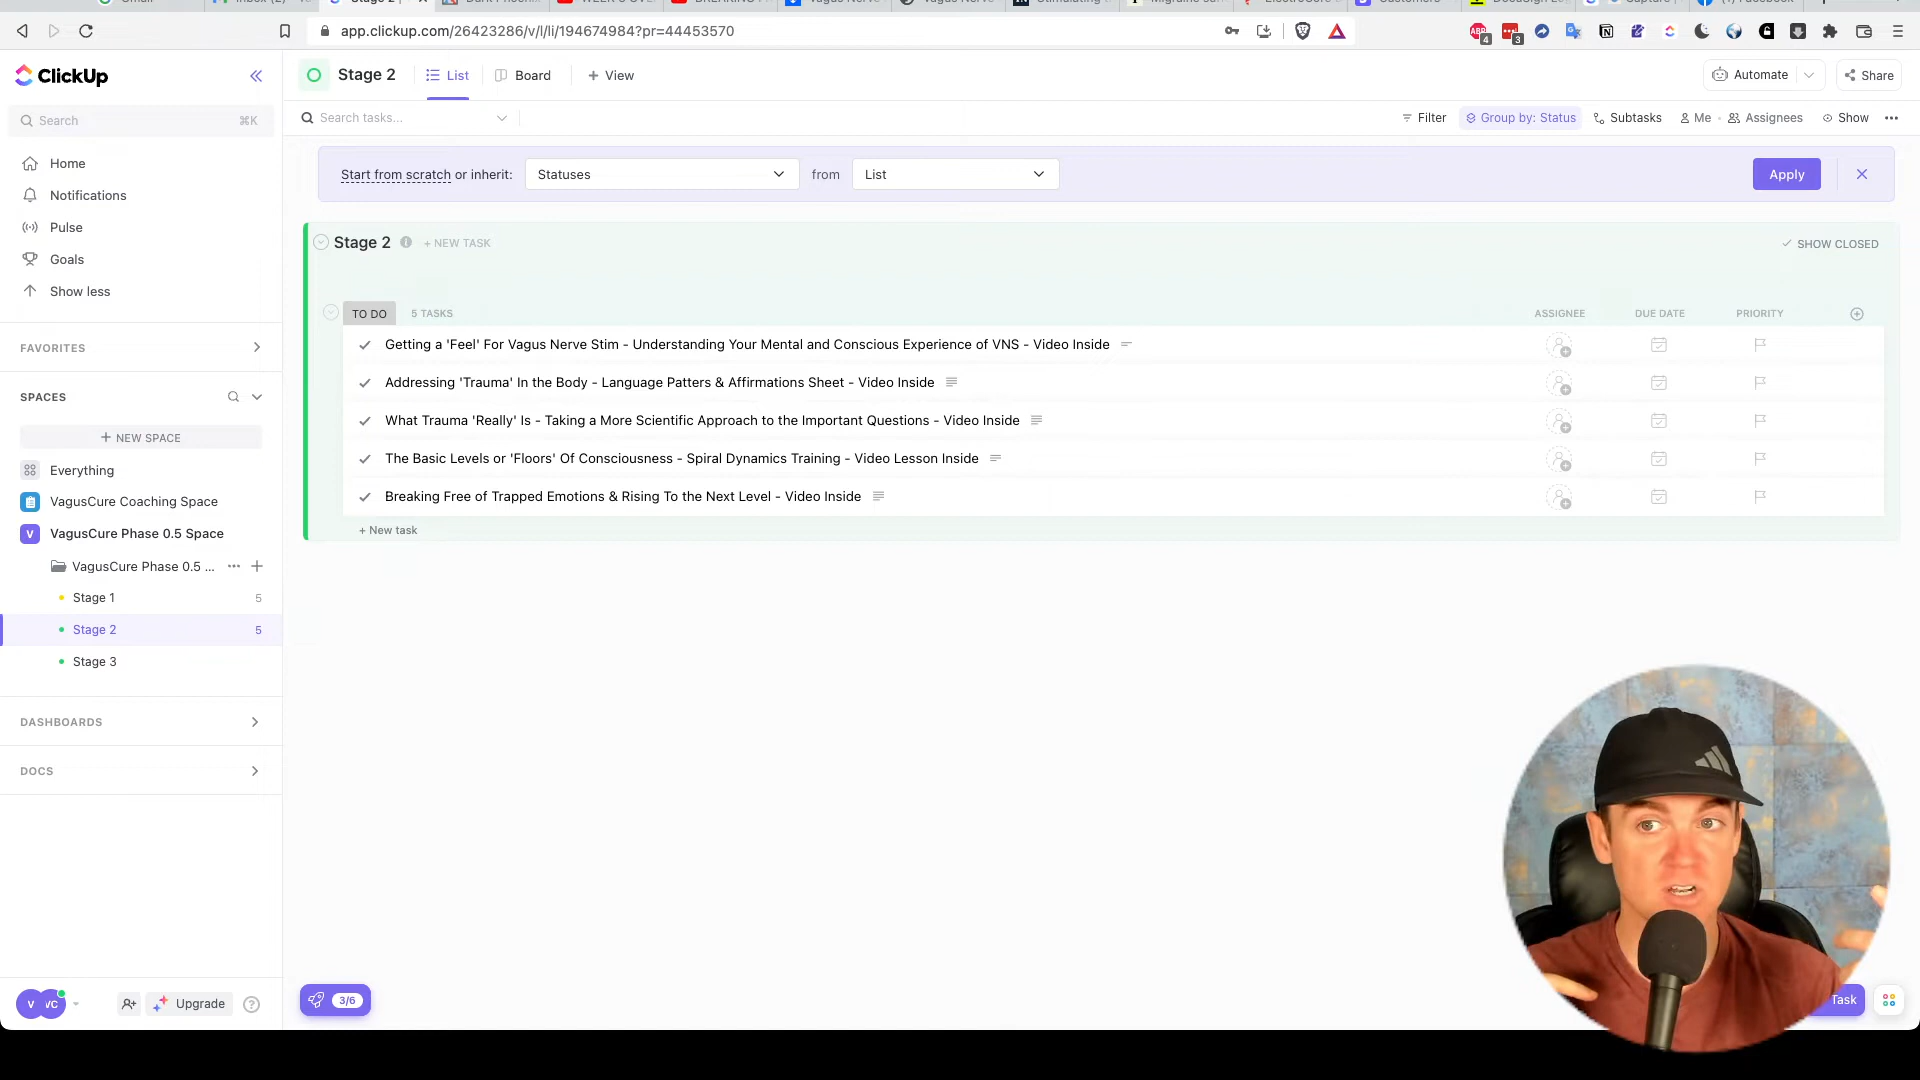 Gmail
Stage 2 |
app.clickup.com/26423286/v/l/li/194674984?pr=44453570
4
3
ClickUp
Stage 2
List
Board
+ View
Automate
Share
Search
⌘K
Search tasks...
Filter
Group by: Status
Subtasks
Me
Assignees
Show
Home
Notifications
Pulse
Goals
Show less
Start from scratch or inherit:
Statuses
from
List
Apply
Stage 2
+ NEW TASK
SHOW CLOSED
TO DO
5 TASKS
ASSIGNEE
DUE DATE
PRIORITY
Getting a 'Feel' For Vagus Nerve Stim - Understanding Your Mental and Conscious Experience of VNS - Video Inside
Addressing 'Trauma' In the Body - Language Patters & Affirmations Sheet - Video Inside
What Trauma 'Really' Is - Taking a More Scientific Approach to the Important Questions - Video Inside
The Basic Levels or 'Floors' Of Consciousness - Spiral Dynamics Training - Video Lesson Inside
Breaking Free of Trapped Emotions & Rising To the Next Level - Video Inside
+ New task
FAVORITES
SPACES
+ NEW SPACE
Everything
VagusCure Coaching Space
V
VagusCure Phase 0.5 Space
VagusCure Phase 0.5 ...
Stage 1
5
Stage 2
5
Stage 3
DASHBOARDS
DOCS
V
VC
Upgrade
3/6
Task